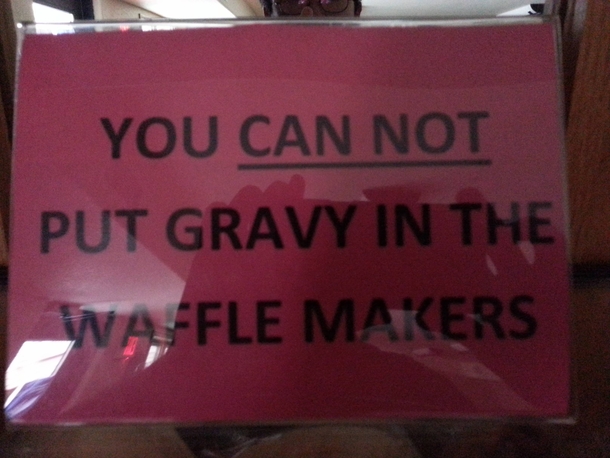 YOU CAN NOT
PUT GRAVY IN THE
WAFFLE MAKERS